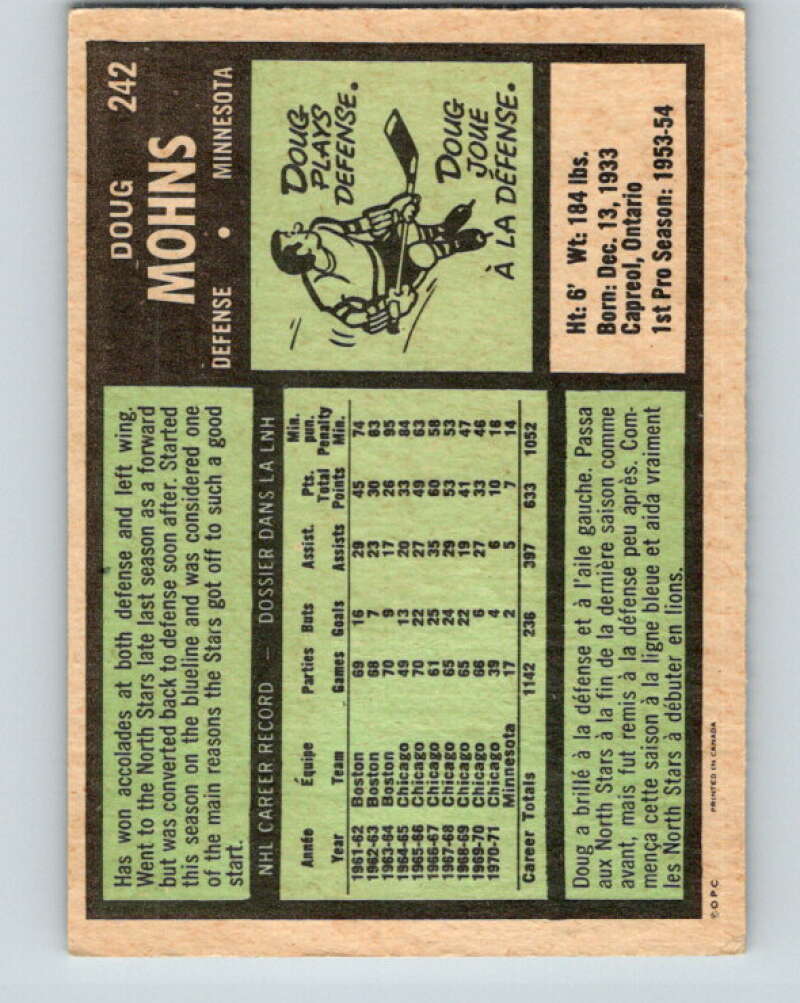 DOUG 242
MOHNS
DEFENSE • MINNESOTA
Has won accolades at both defense and left wing.
Went to the North Stars late last season as a forward
but was converted back to defense soon after. Started
this season on the blueline and was considered one
of the main reasons the Stars got off to such a good
start.
DOUG
PLAYS
DEFENSE.
DOUG
JOUE
À LA DÉFENSE.
NHL CAREER RECORD — DOSSIER DANS LA LNH
Année Équipe Parties Buts Assist. Pts. Min. pun.
Year Team Games Goals Assists Total Points Penalty Min.
1961-62 Boston 69 16 29 45 74
1962-63 Boston 68 7 23 30 63
1963-64 Boston 70 9 17 26 95
1964-65 Chicago 49 13 20 33 84
1965-66 Chicago 70 22 27 49 63
1966-67 Chicago 61 25 35 60 58
1967-68 Chicago 65 24 29 53 53
1968-69 Chicago 65 22 19 41 47
1969-70 Chicago 66 6 27 33 46
1970-71 Chicago 39 4 6 10 16
Minnesota 17 2 5 7 14
Career Totals 1142 236 397 633 1052
Ht: 6' Wt: 184 lbs.
Born: Dec. 13, 1933
Capreol, Ontario
1st Pro Season: 1953-54
Doug a brillé à la défense et à l'aile gauche. Passa
aux North Stars à la fin de la dernière saison comme
avant, mais fut remis à la défense peu après. Com-
mença cette saison à la ligne bleue et aida vraiment
les North Stars à débuter en lions.
©O.P.C. PRINTED IN CANADA